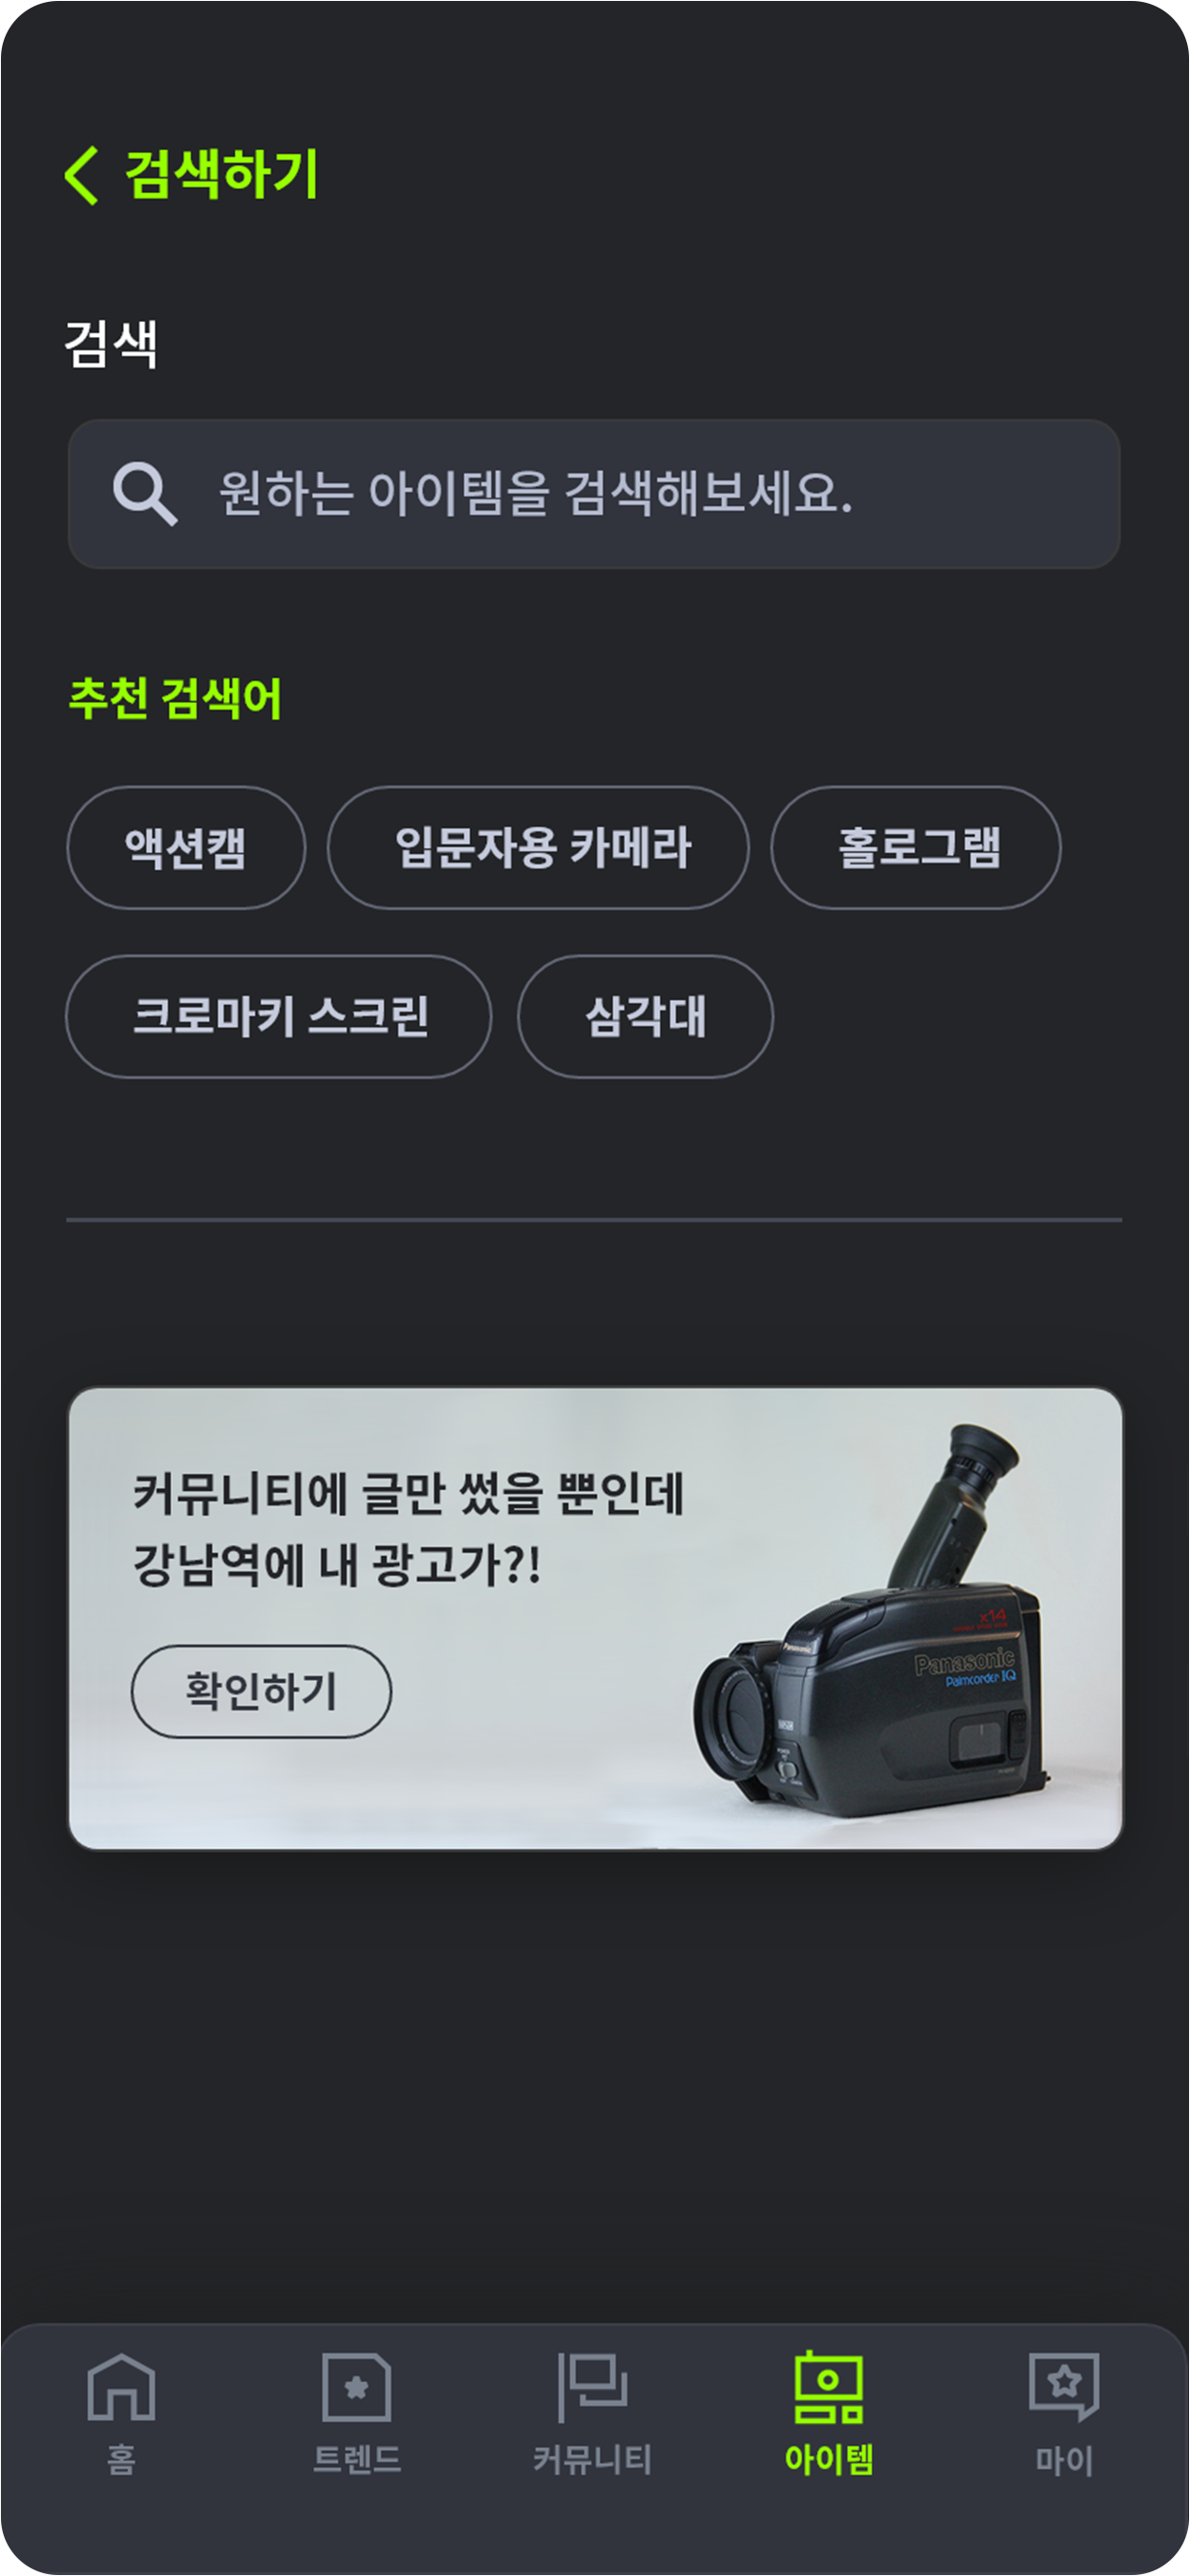 검색하기
검색
원하는 아이템을 검색해보세요.
추천 검색어
액션캠
입문자용 카메라
홀로그램
크로마키 스크린
삼각대
커뮤니티에 글만 썼을 뿐인데
강남역에 내 광고가?!
확인하기
x14
Panasonic
Palmcorder IQ
Panasonic
홈
트렌드
커뮤니티
아이템
마이